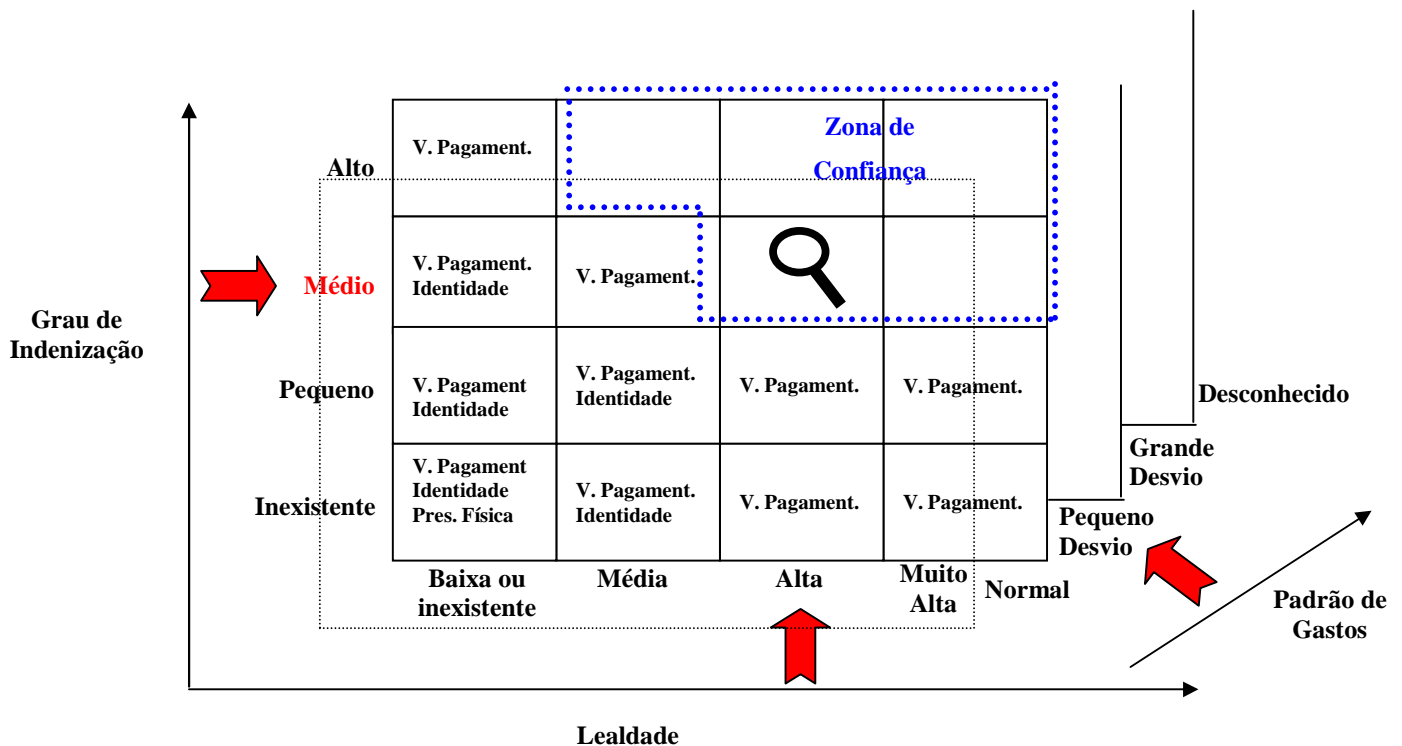 Zona de
Confiança
V. Pagament.
Alto
V. Pagament.
Identidade
V. Pagament.
Médio
Grau de
Indenização
V. Pagament
Identidade
V. Pagament.
Identidade
V. Pagament.
V. Pagament.
Pequeno
Desconhecido
Grande
Desvio
V. Pagament
Identidade
Pres. Física
V. Pagament.
Identidade
V. Pagament.
V. Pagament.
Inexistente
Pequeno
Desvio
Baixa ou
inexistente
Média
Alta
Muito
Alta
Normal
Padrão de
Gastos
Lealdade